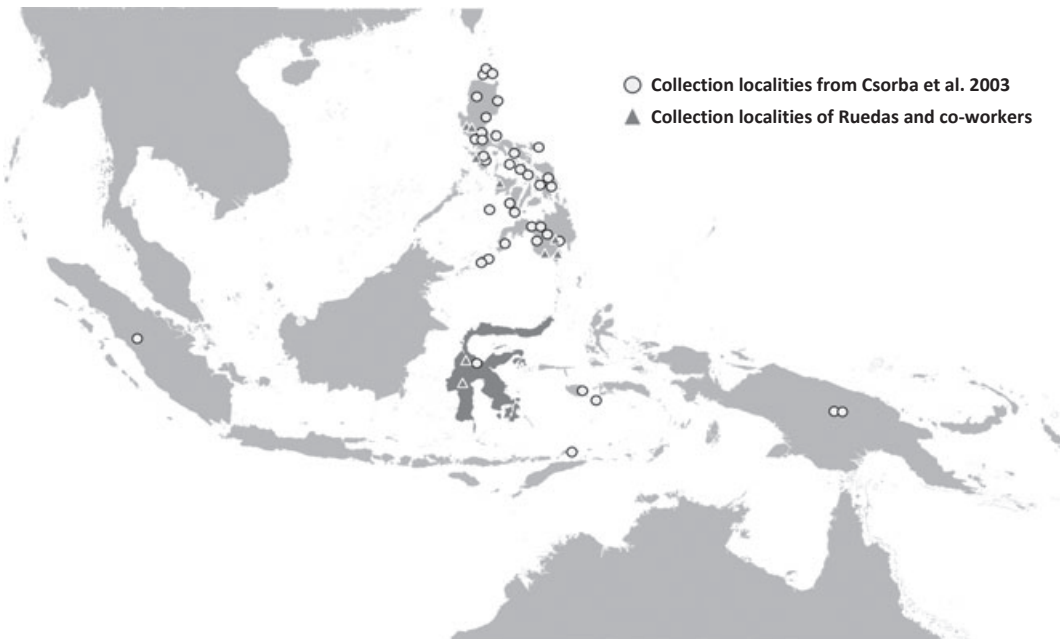 Collection localities from Csorba et al. 2003
Collection localities of Ruedas and co-workers